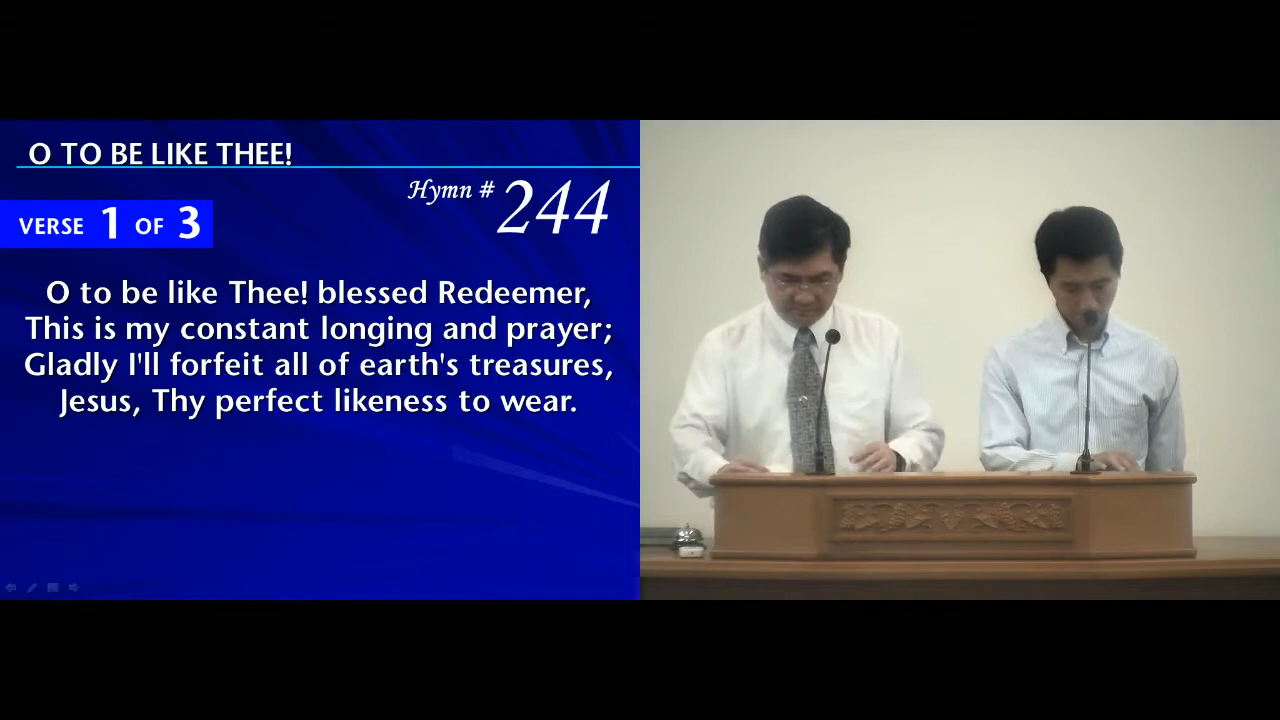 O TO BE LIKE THEE!
Hymn # 244
VERSE 1 OF 3
O to be like Thee! blessed Redeemer,
This is my constant longing and prayer;
Gladly I'll forfeit all of earth's treasures,
Jesus, Thy perfect likeness to wear.